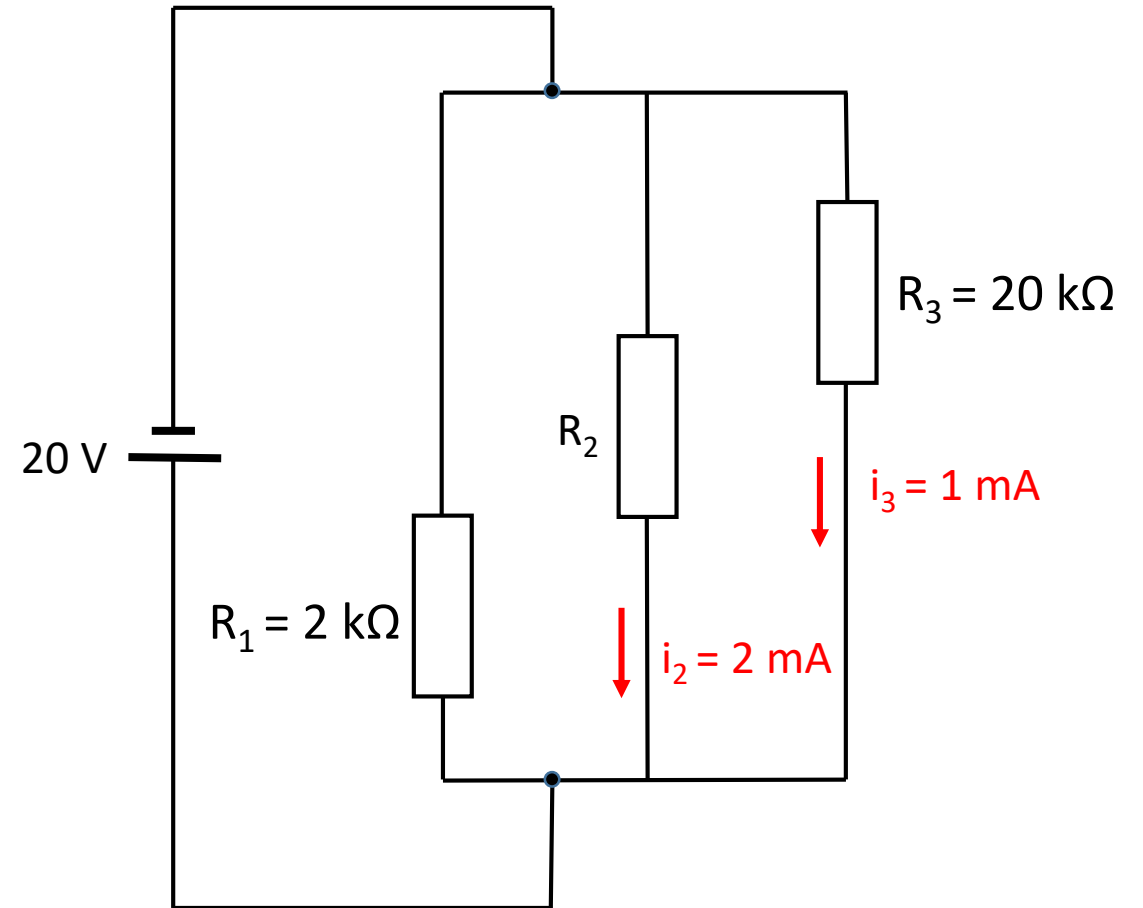 R₃ = 20 kΩ
R₂
20 V
i₃ = 1 mA
R₁ = 2 kΩ
i₂ = 2 mA